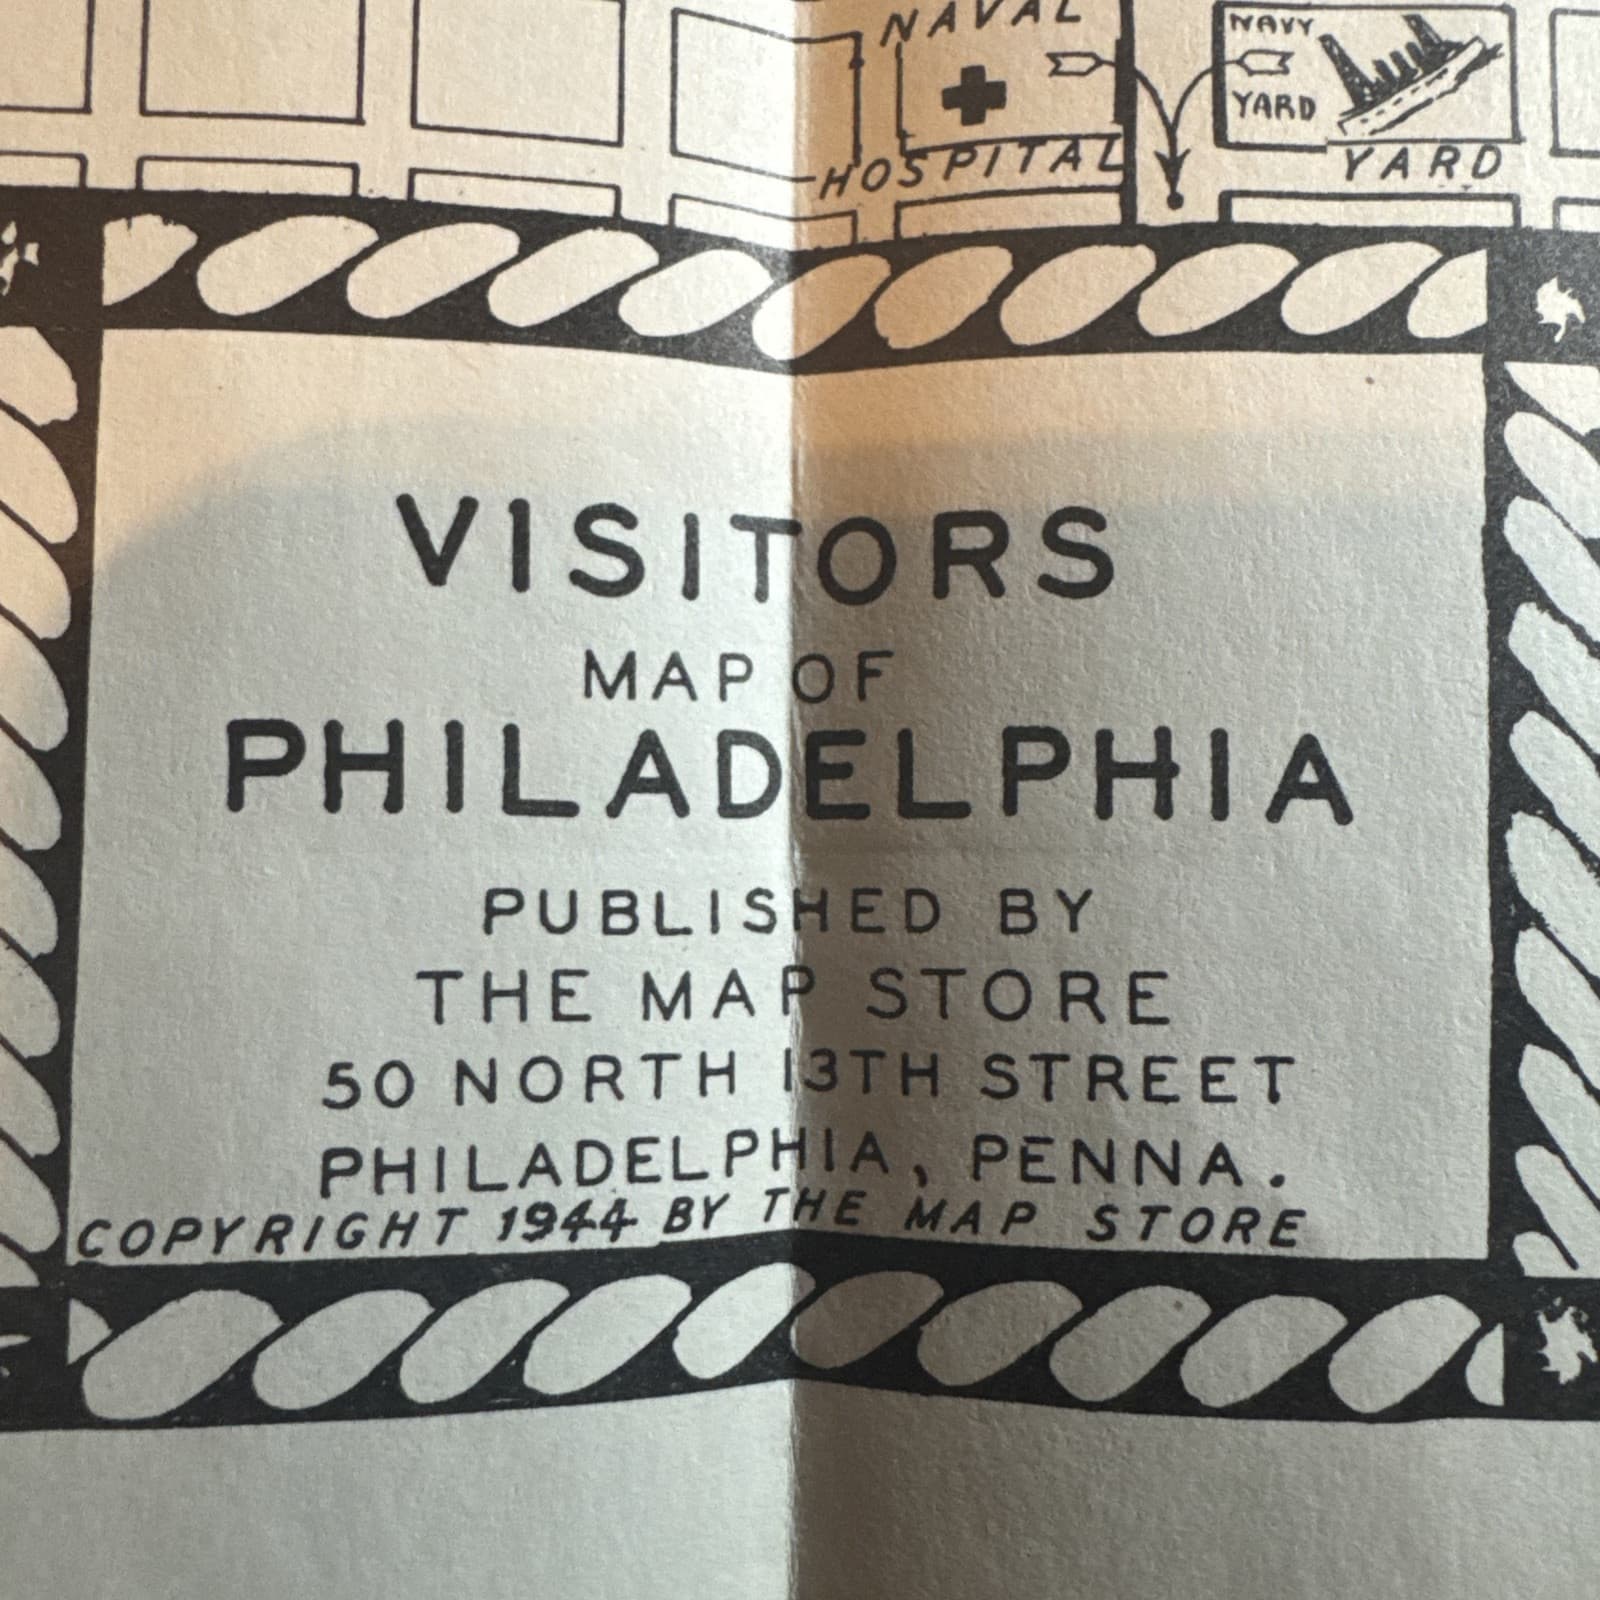 NAVAL
HOSPITAL
NAVY
YARD
YARD
VISITORS
MAP OF
PHILADELPHIA
PUBLISHED BY
THE MAP STORE
50 NORTH 13TH STREET
PHILADELPHIA, PENNA.
COPYRIGHT 1944 BY THE MAP STORE